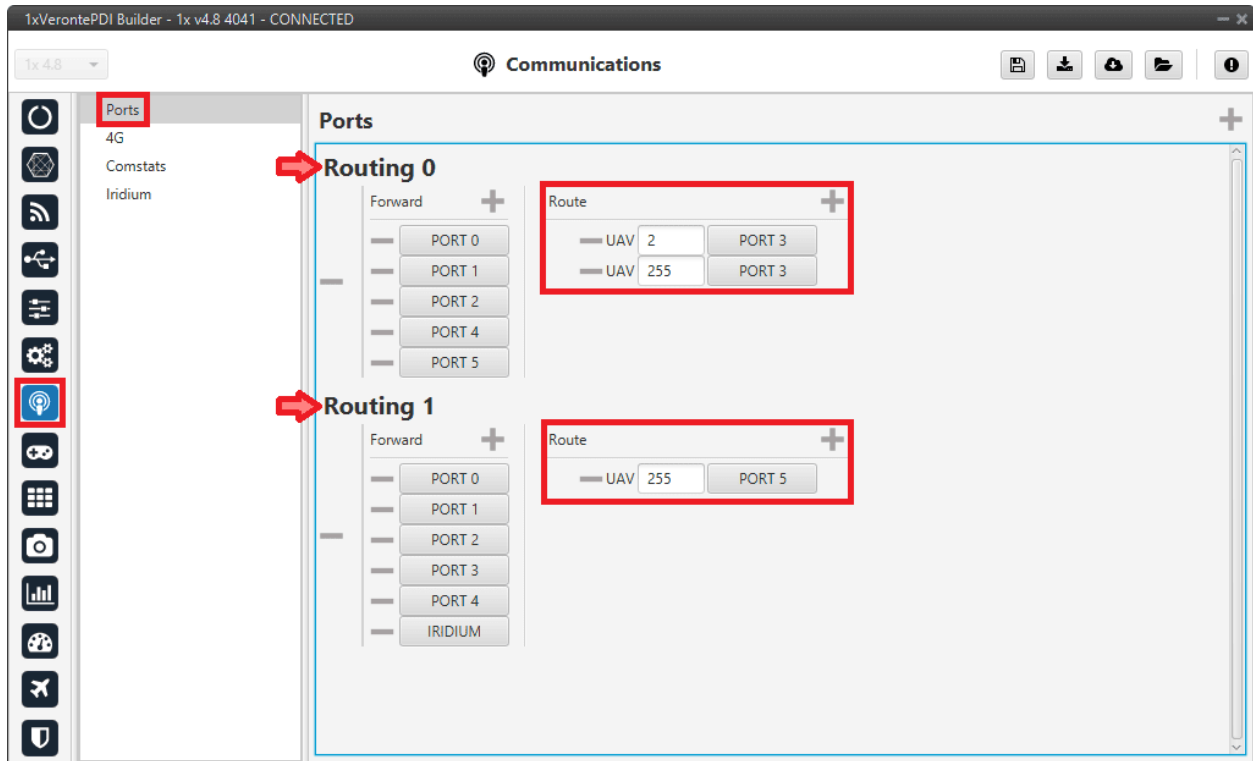 1xVerontePDI Builder - 1x v4.8 4041 - CONNECTED
1x 4.8
Communications
Ports
4G
Comstats
Iridium
Ports
Routing 0
Forward
Route
PORT 0
UAV 2 PORT 3
PORT 1
UAV 255 PORT 3
PORT 2
PORT 4
PORT 5
Routing 1
Forward
Route
PORT 0
UAV 255 PORT 5
PORT 1
PORT 2
PORT 3
PORT 4
IRIDIUM